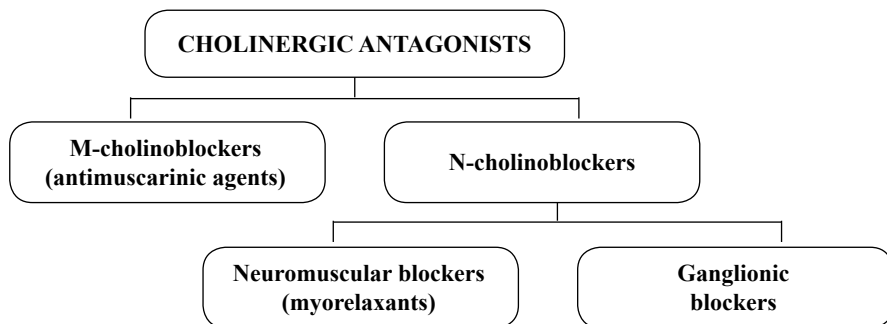 CHOLINERGIC ANTAGONISTS
M-cholinoblockers
(antimuscarinic agents)
N-cholinoblockers
Neuromuscular blockers
(myorelaxants)
Ganglionic
blockers